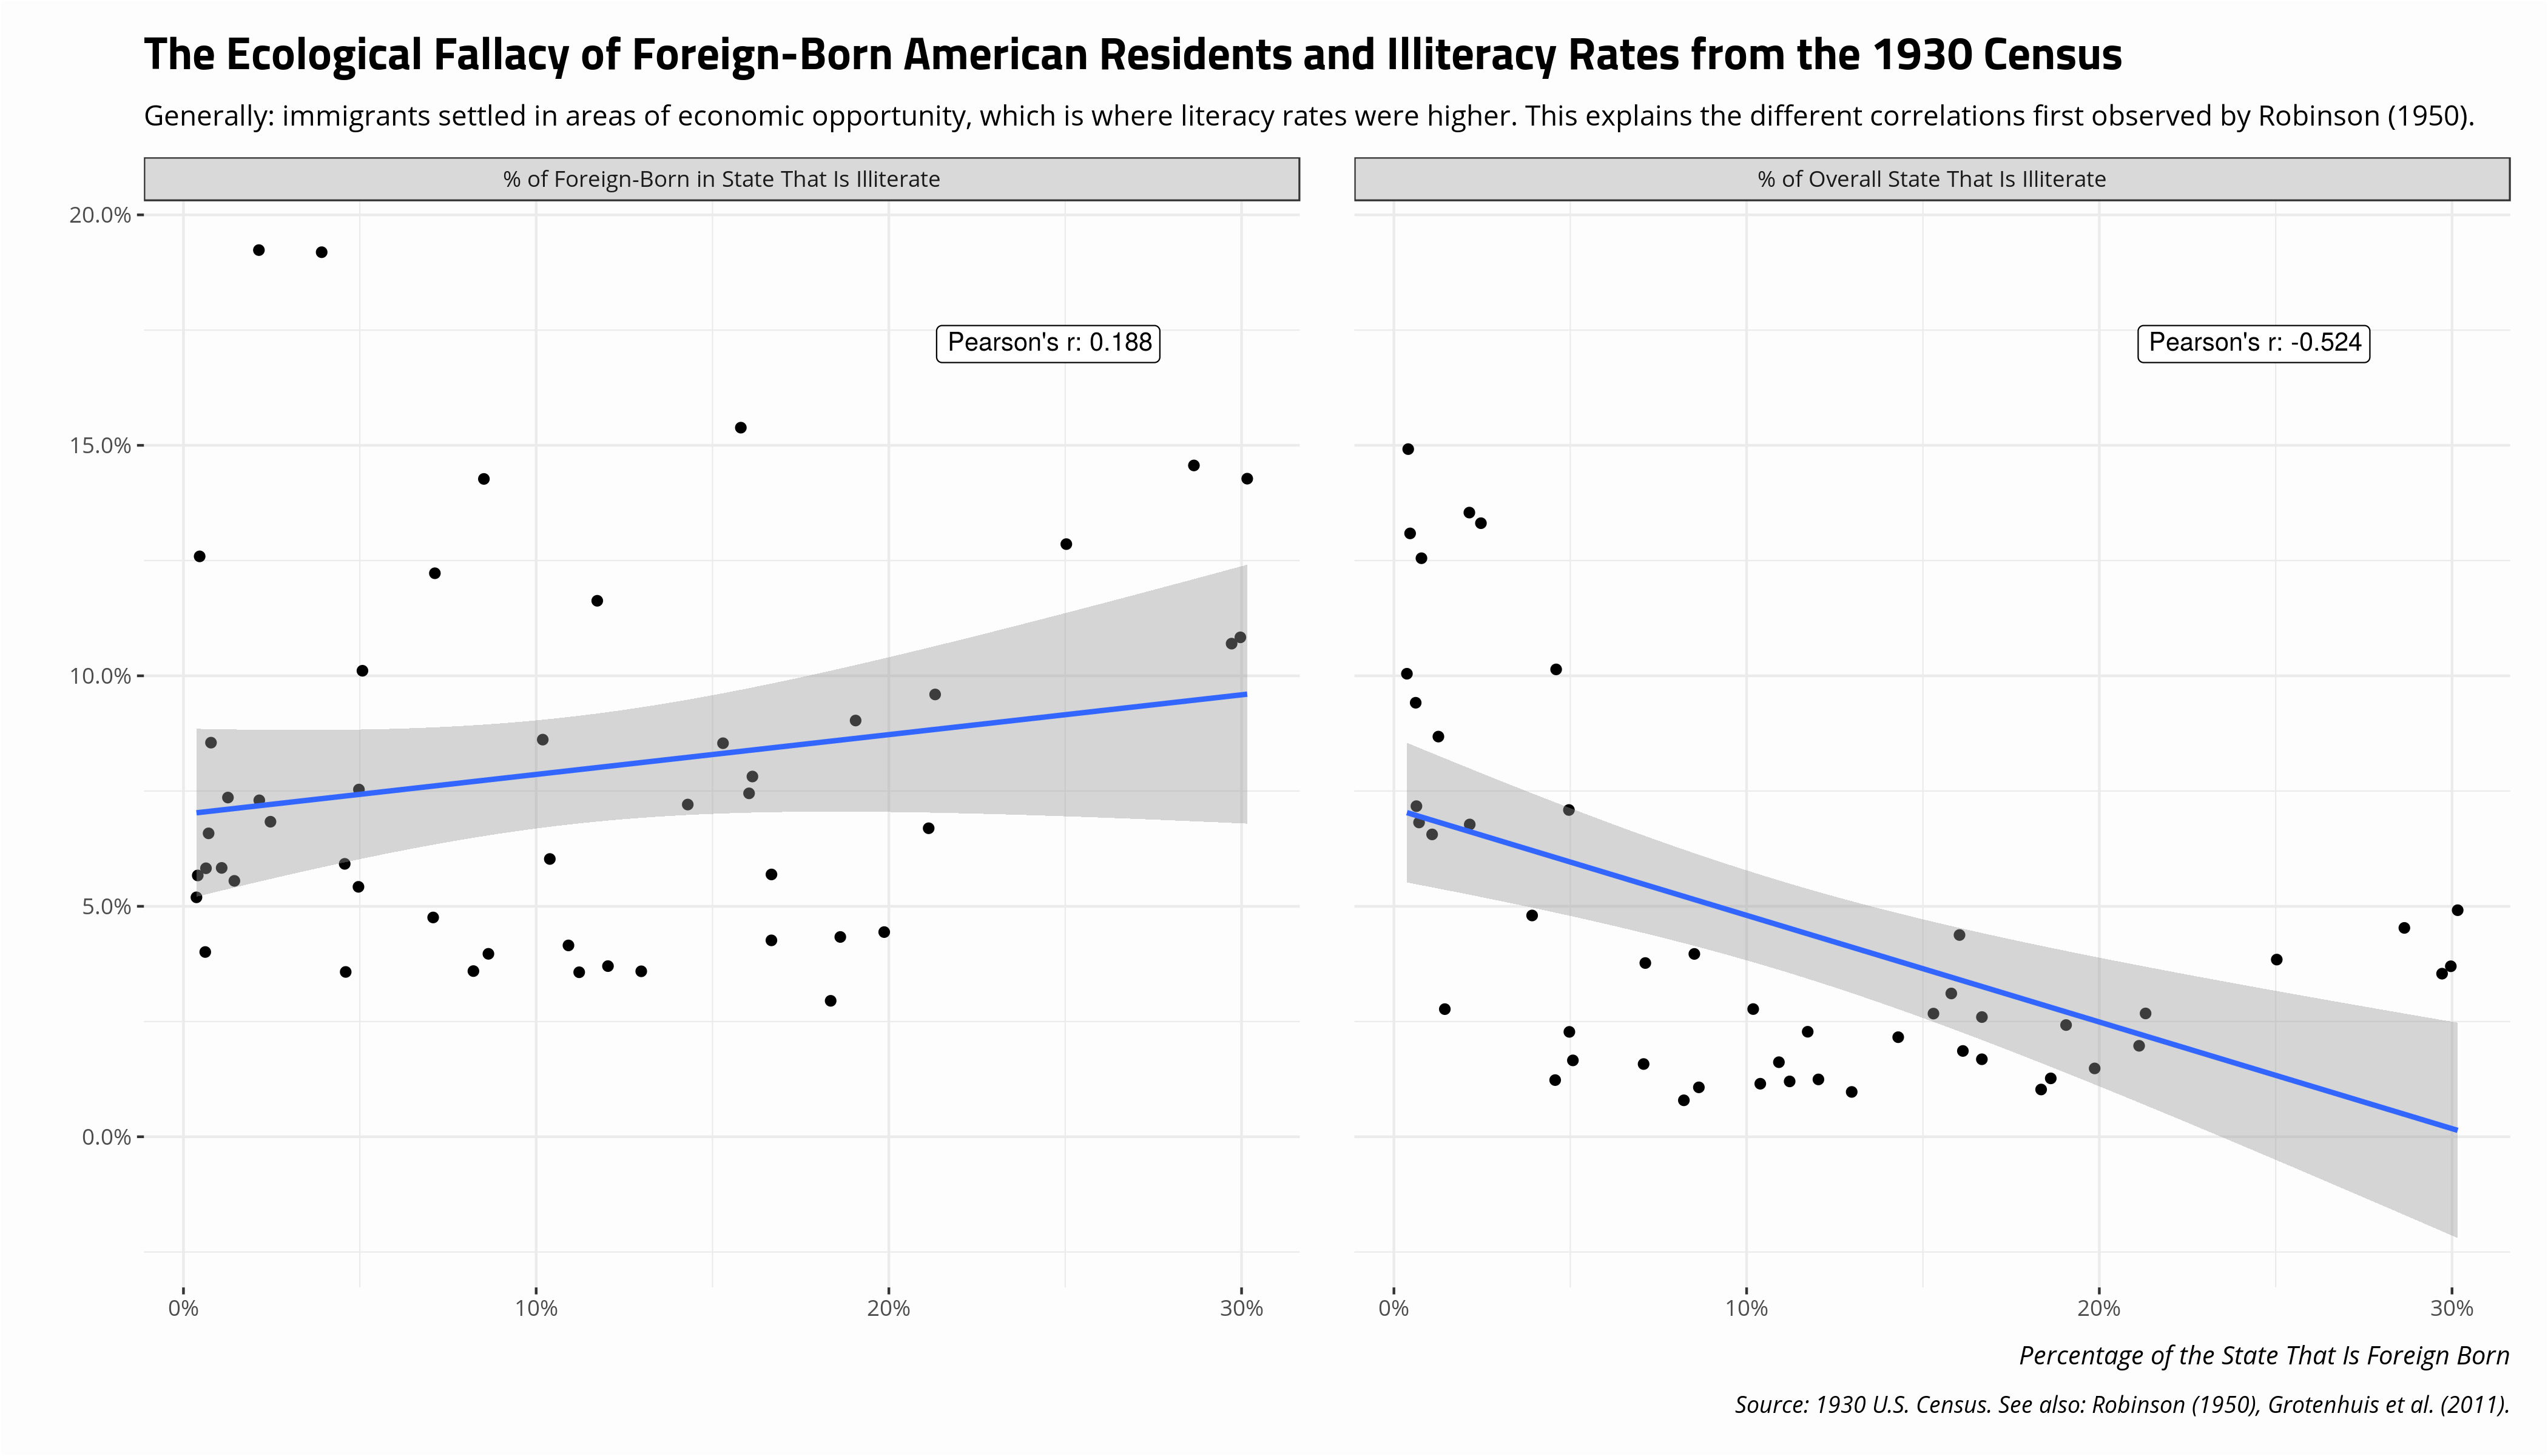 The Ecological Fallacy of Foreign-Born American Residents and Illiteracy Rates from the 1930 Census
Generally: immigrants settled in areas of economic opportunity, which is where literacy rates were higher. This explains the different correlations first observed by Robinson (1950).
% of Foreign-Born in State That Is Illiterate
% of Overall State That Is Illiterate
20.0%
15.0%
10.0%
5.0%
0.0%
Pearson's r: 0.188
Pearson's r: -0.524
0%
10%
20%
30%
0%
10%
20%
30%
Percentage of the State That Is Foreign Born
Source: 1930 U.S. Census. See also: Robinson (1950), Grotenhuis et al. (2011).